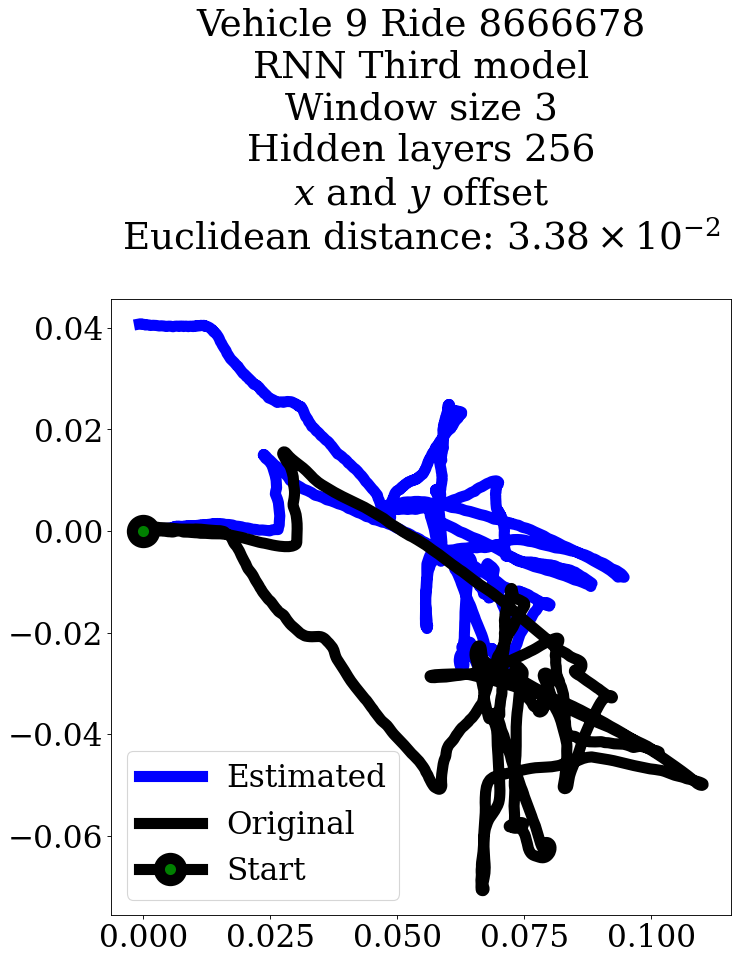 Vehicle 9 Ride 8666678
RNN Third model
Window size 3
Hidden layers 256
x and y offset
Euclidean distance: 3.38 × 10⁻²
0.04
0.02
0.00
−0.02
−0.04
−0.06
Estimated
Original
Start
0.000 0.025 0.050 0.075 0.100